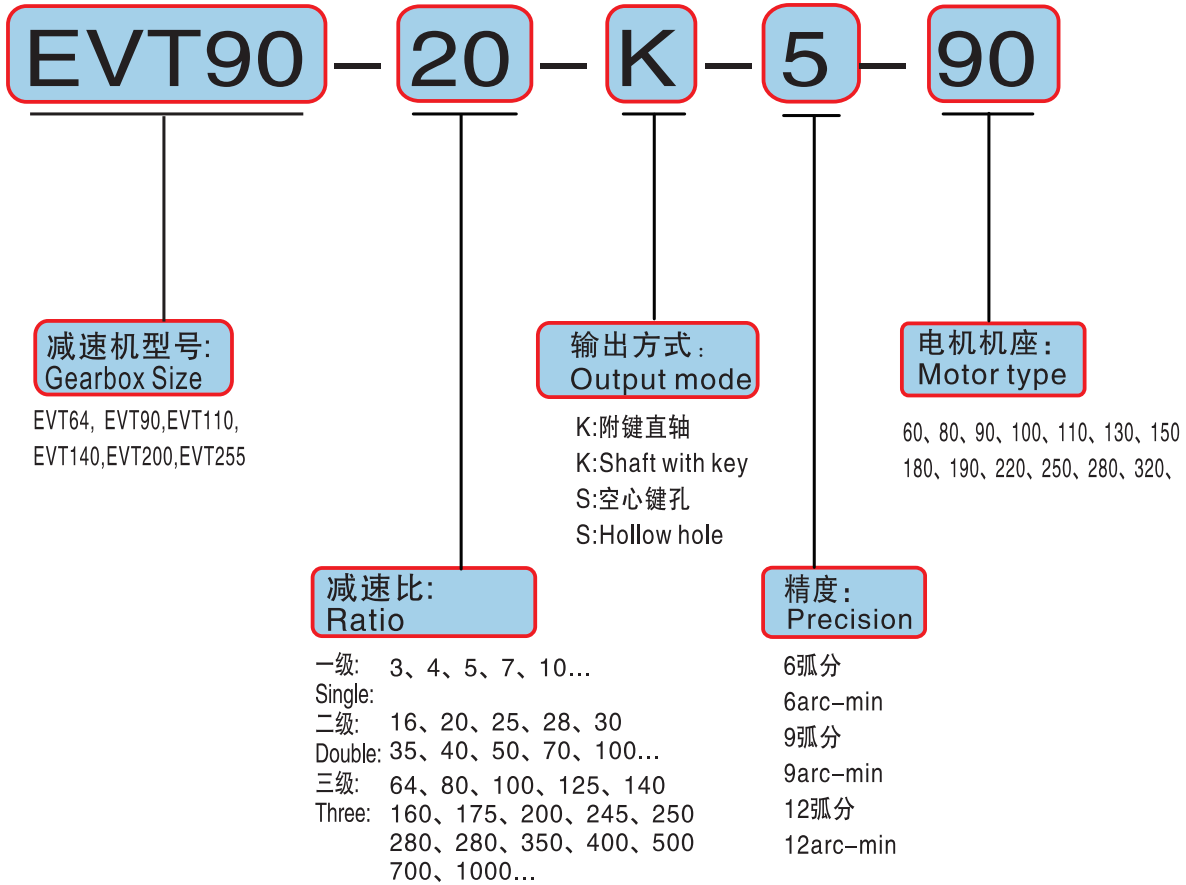 EVT90 — 20 — K — 5 — 90
减速机型号:
Gearbox Size
EVT64, EVT90,EVT110,
EVT140,EVT200,EVT255
输出方式:
Output mode
K:附键直轴
K:Shaft with key
S:空心键孔
S:Hollow hole
电机机座:
Motor type
60、80、90、100、110、130、150
180、190、220、250、280、320、
减速比:
Ratio
一级: 3、4、5、7、10...
Single:
二级: 16、20、25、28、30
Double: 35、40、50、70、100...
三级: 64、80、100、125、140
Three: 160、175、200、245、250
280、280、350、400、500
700、1000...
精度:
Precision
6弧分
6arc-min
9弧分
9arc-min
12弧分
12arc-min